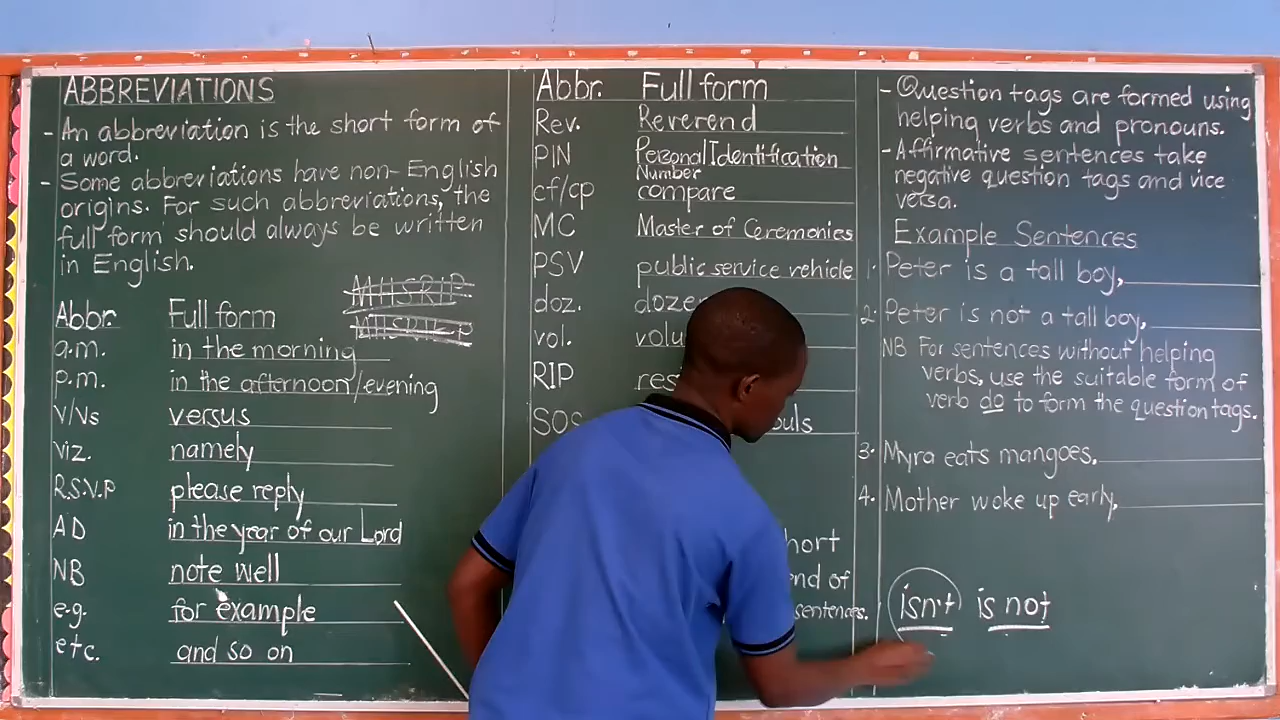 ABBREVIATIONS
- An abbreviation is the short form of
a word.
- Some abbreviations have non-English
origins. For such abbreviations, the
full form should always be written
in English.
Abbr. Full form
a.m. in the morning
p.m. in the afternoon/evening
V/Vs versus
viz. namely
R.S.V.P please reply
AD in the year of our Lord
NB note well
e.g. for example
etc. and so on
Abbr. Full form
Rev. Reverend
PIN Personal Identification
Number
cf/cp compare
MC Master of Ceremonies
PSV public service vehicle
doz.
vol.
RIP
SOS
end of
sentences.
- Question tags are formed using
helping verbs and pronouns.
- Affirmative sentences take
negative question tags and vice
versa.
Example Sentences
1. Peter is a tall boy,
2. Peter is not a tall boy,
NB For sentences without helping
verbs, use the suitable form of
verb do to form the question tags.
3. Myra eats mangoes,
4. Mother woke up early,
isn't is not